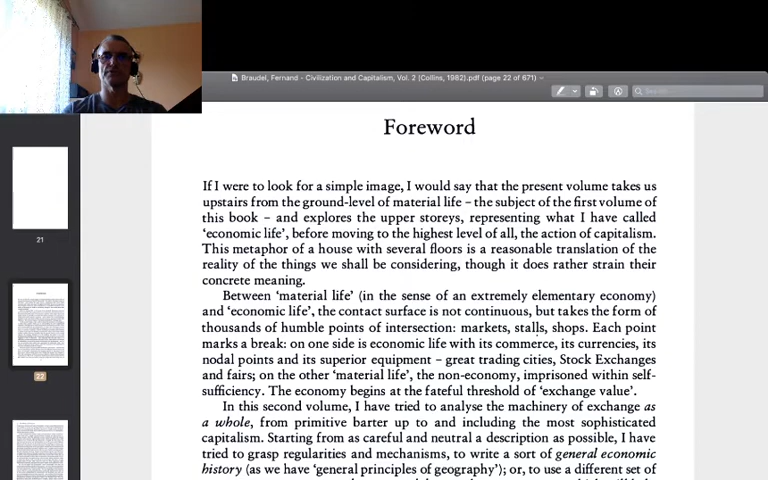 Braudel, Fernand - Civilization and Capitalism, Vol. 2 (Collins, 1982).pdf (page 22 of 671)
Search
Foreword
If I were to look for a simple image, I would say that the present volume takes us
upstairs from the ground-level of material life – the subject of the first volume of
this book – and explores the upper storeys, representing what I have called
‘economic life’, before moving to the highest level of all, the action of capitalism.
This metaphor of a house with several floors is a reasonable translation of the
reality of the things we shall be considering, though it does rather strain their
concrete meaning.
Between ‘material life’ (in the sense of an extremely elementary economy)
and ‘economic life’, the contact surface is not continuous, but takes the form of
thousands of humble points of intersection: markets, stalls, shops. Each point
marks a break: on one side is economic life with its commerce, its currencies, its
nodal points and its superior equipment – great trading cities, Stock Exchanges
and fairs; on the other ‘material life’, the non-economy, imprisoned within self-
sufficiency. The economy begins at the fateful threshold of ‘exchange value’.
In this second volume, I have tried to analyse the machinery of exchange as
a whole, from primitive barter up to and including the most sophisticated
capitalism. Starting from as careful and neutral a description as possible, I have
tried to grasp regularities and mechanisms, to write a sort of general economic
history (as we have ‘general principles of geography’); or, to use a different set of
21
22